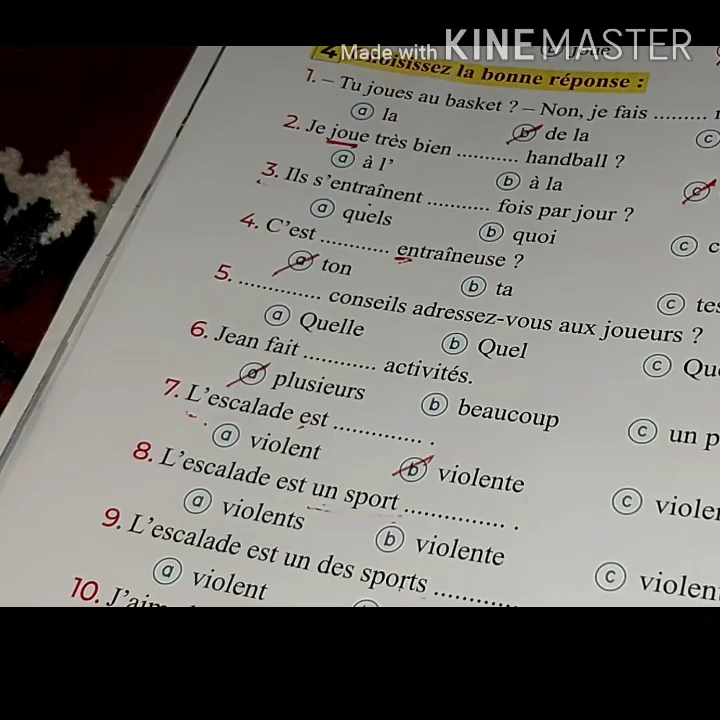 Made with KINEMASTER
2 Choisissez la bonne réponse :
1. – Tu joues au basket ? – Non, je fais .........
a la b de la c
2. Je joue très bien ........... handball ?
a à l' b à la c
3. Ils s'entraînent ........... fois par jour ?
a quels b quoi c
4. C'est ............ entraîneuse ?
a ton b ta c
5. .............. conseils adressez-vous aux joueurs ?
a Quelle b Quel c
6. Jean fait ............ activités.
a plusieurs b beaucoup c un
7. L'escalade est .............. .
a violent b violente c
8. L'escalade est un sport ................ .
a violents b violente c
9. L'escalade est un des sports .............
a violent
10.